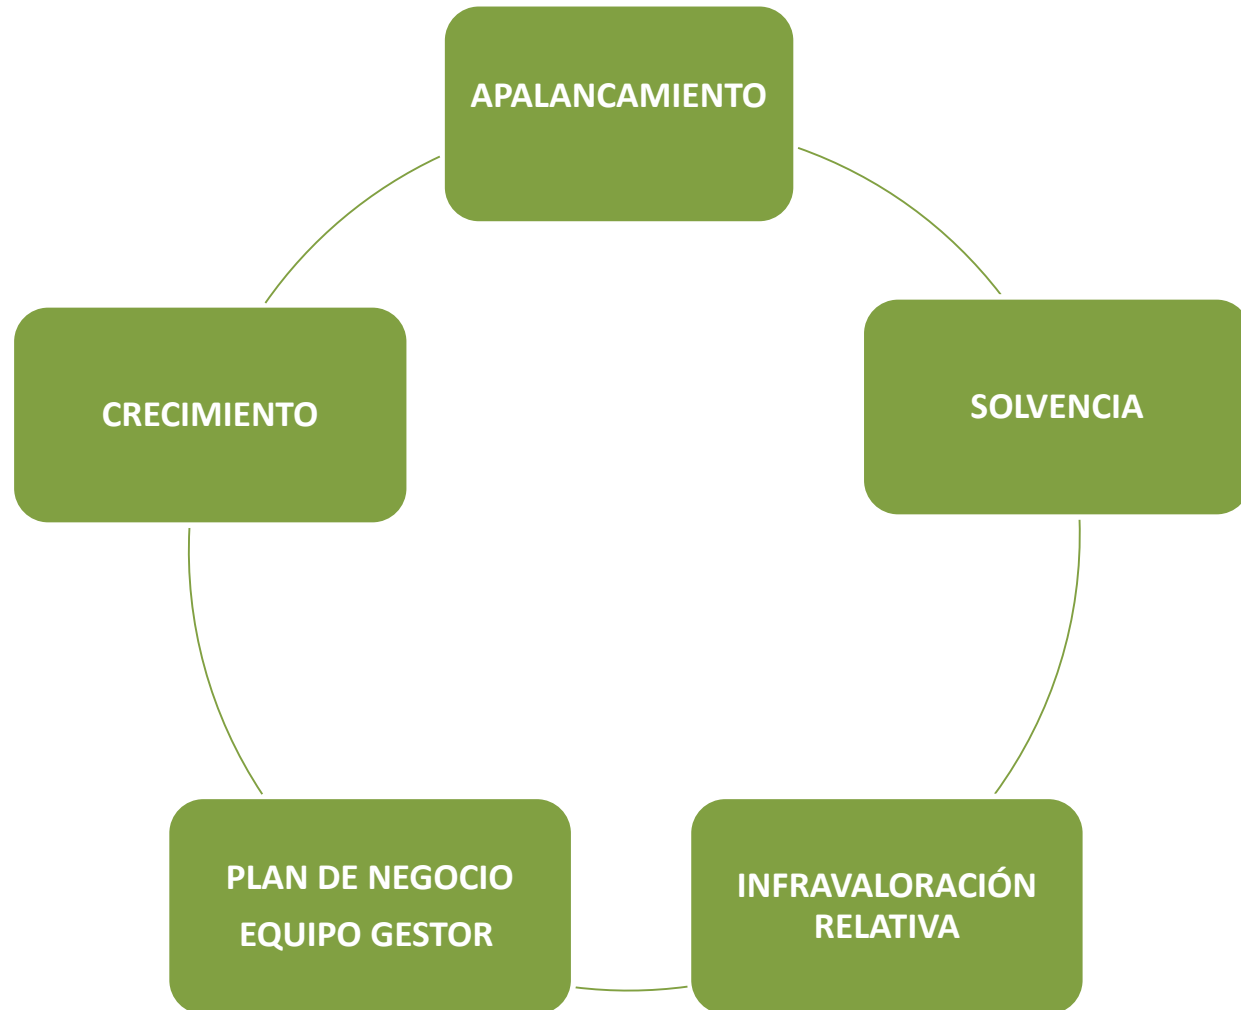 APALANCAMIENTO
SOLVENCIA
CRECIMIENTO
PLAN DE NEGOCIO
EQUIPO GESTOR
INFRAVALORACIÓN
RELATIVA